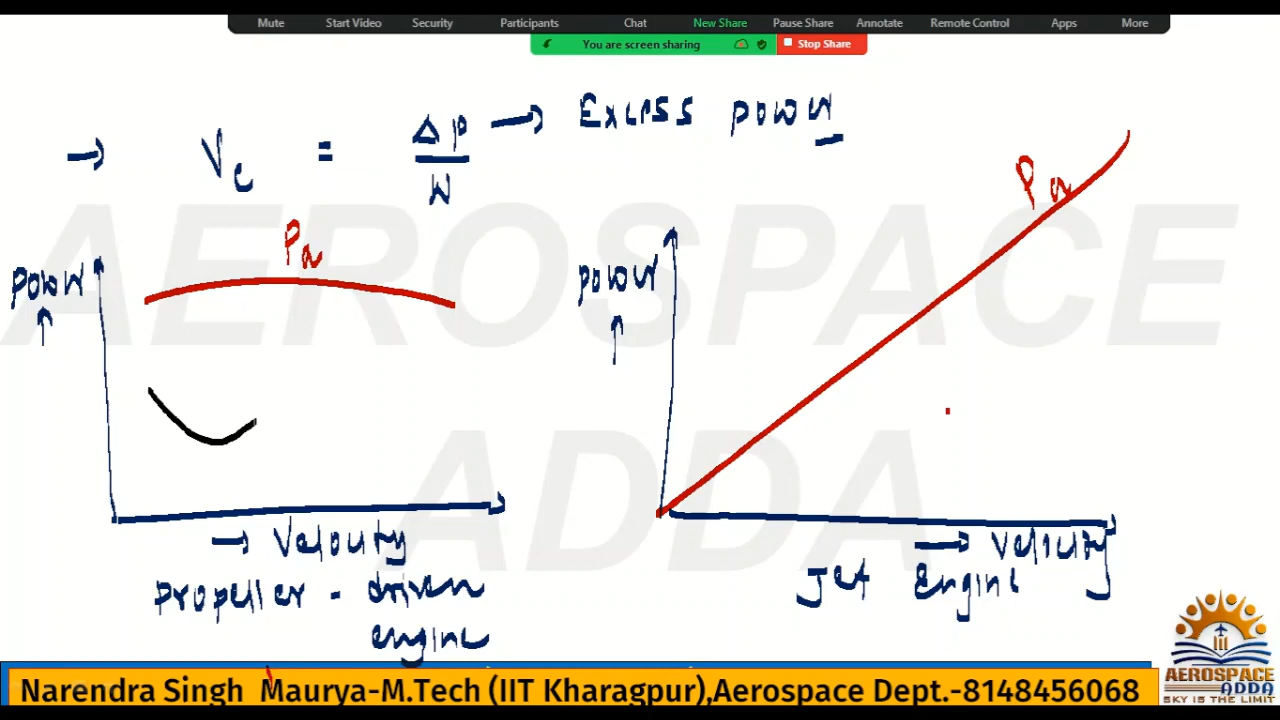 Mute Start Video Security Participants Chat New Share Pause Share Annotate Remote Control Apps More
You are screen sharing Stop Share
→ Vc = ΔP/W → Excess power
Pa
Pa
power
↑
power
↑
→ Velocity
→ velocity
propeller - driven
engine
Jet engine
AEROSPACE
ADDA
Narendra Singh Maurya-M.Tech (IIT Kharagpur),Aerospace Dept.-8148456068
AEROSPACE
ADDA
SKY IS THE LIMIT